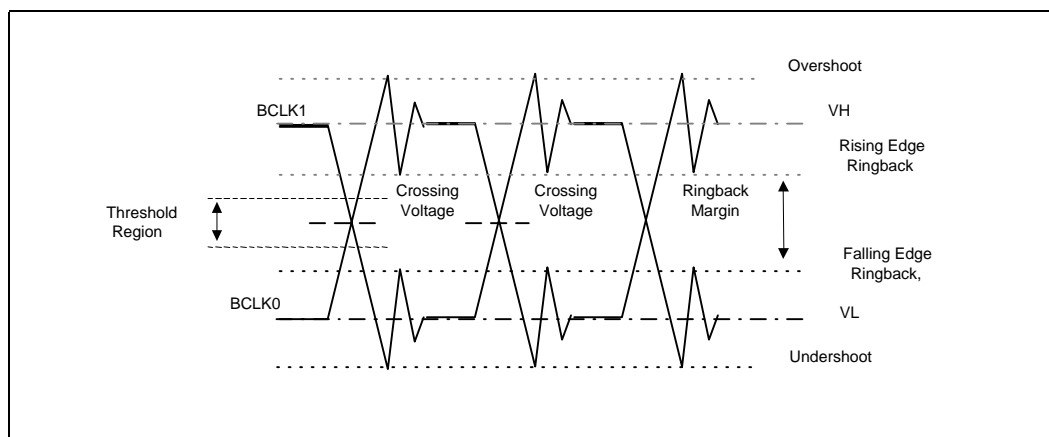 Overshoot
BCLK1
VH
Rising Edge
Ringback
Crossing
Voltage
Crossing
Voltage
Ringback
Margin
Threshold
Region
Falling Edge
Ringback,
BCLK0
VL
Undershoot